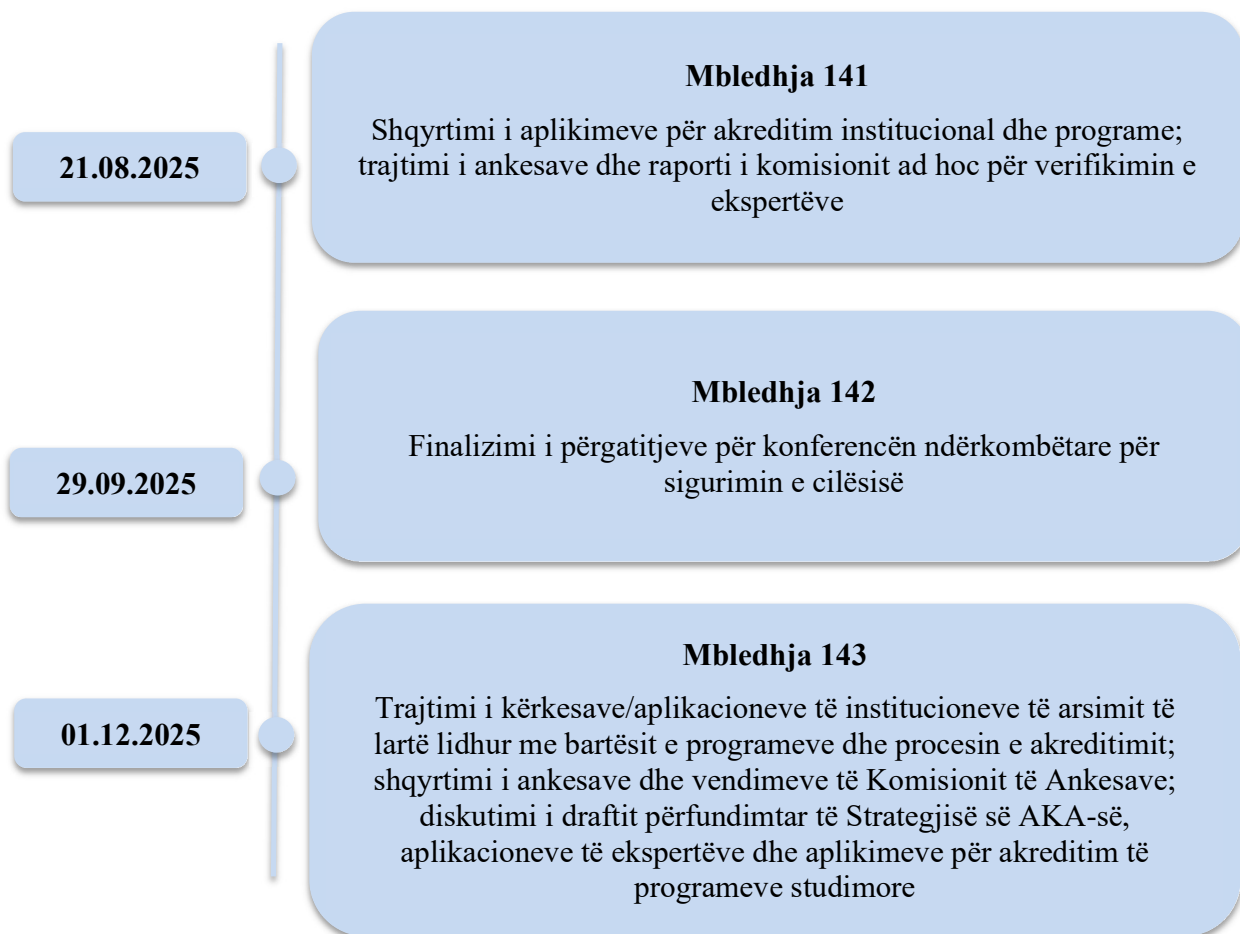 21.08.2025
Mbledhja 141
Shqyrtimi i aplikimeve për akreditim institucional dhe programe;
trajtimi i ankesave dhe raporti i komisionit ad hoc për verifikimin e
ekspertëve
29.09.2025
Mbledhja 142
Finalizimi i përgatitjeve për konferencën ndërkombëtare për
sigurimin e cilësisë
01.12.2025
Mbledhja 143
Trajtimi i kërkesave/aplikacioneve të institucioneve të arsimit të
lartë lidhur me bartësit e programeve dhe procesin e akreditimit;
shqyrtimi i ankesave dhe vendimeve të Komisionit të Ankesave;
diskutimi i draftit përfundimtar të Strategjisë së AKA-së,
aplikacioneve të ekspertëve dhe aplikimeve për akreditim të
programeve studimore